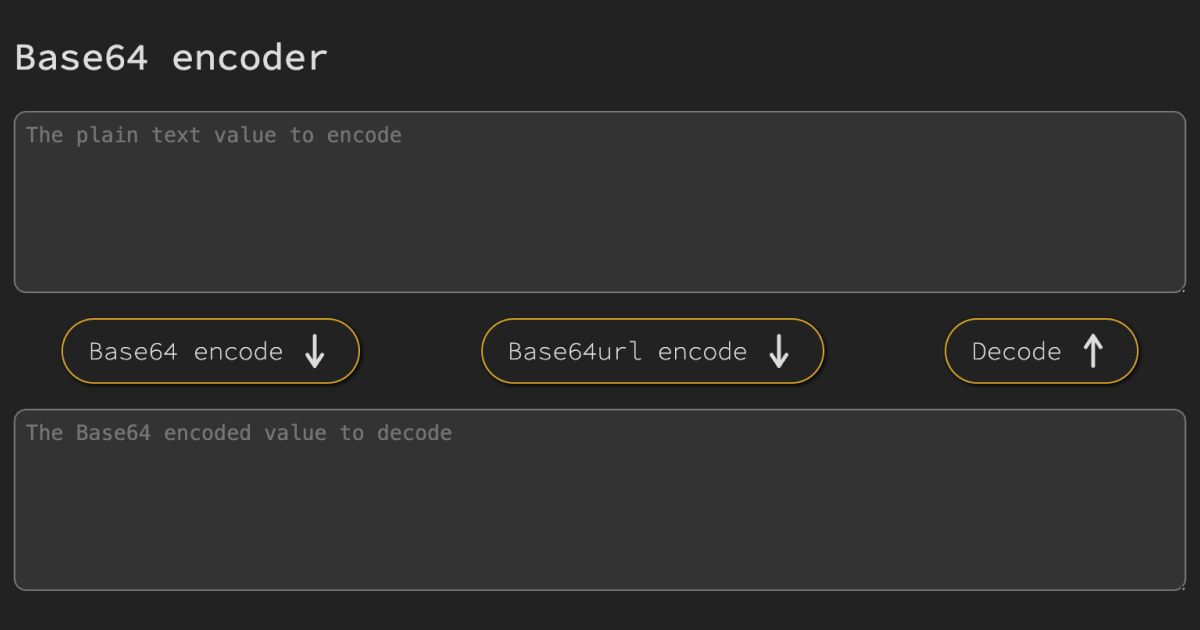 Base64 encoder
The plain text value to encode
Base64 encode ↓
Base64url encode ↓
Decode ↑
The Base64 encoded value to decode